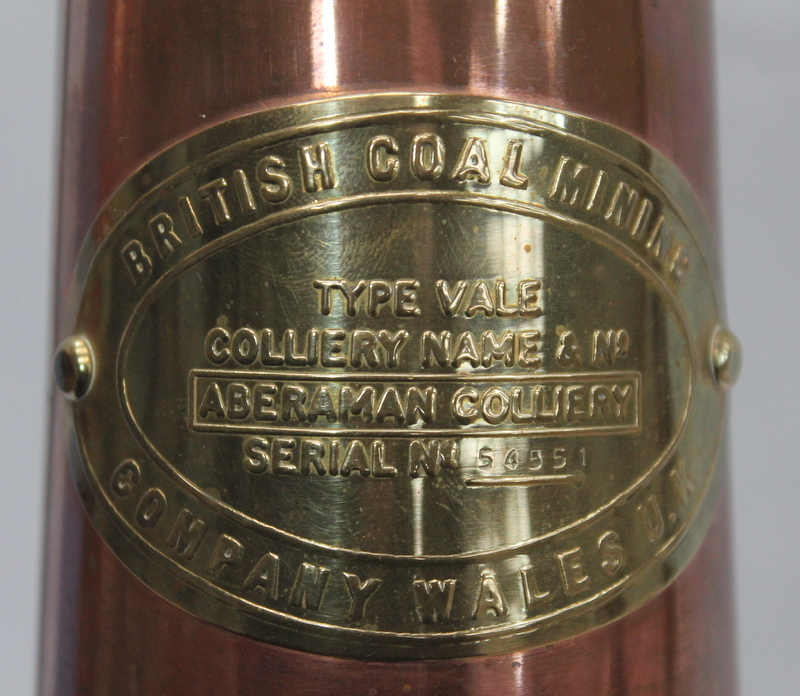 BRITISH COAL MINING
TYPE VALE
COLLIERY NAME & Nº
ABERAMAN COLLIERY
SERIAL Nº 54551
COMPANY WALES U.K.